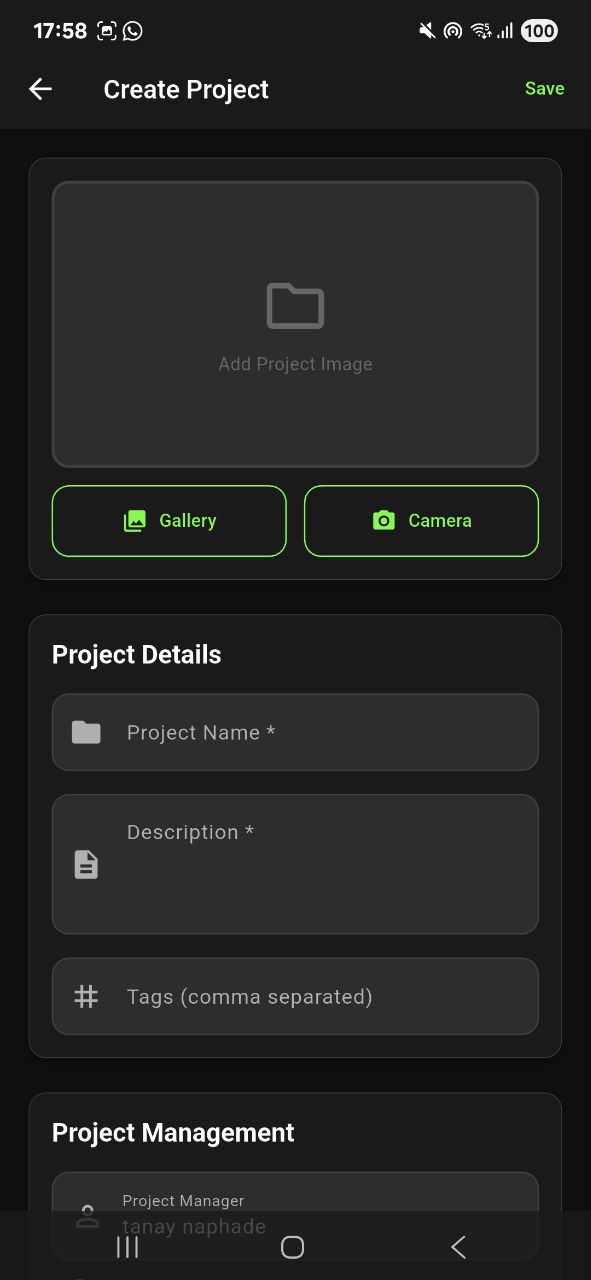 17:58
5
100
Create Project
Save
Add Project Image
Gallery
Camera
Project Details
Project Name *
Description *
Tags (comma separated)
Project Management
Project Manager
tanay naphade